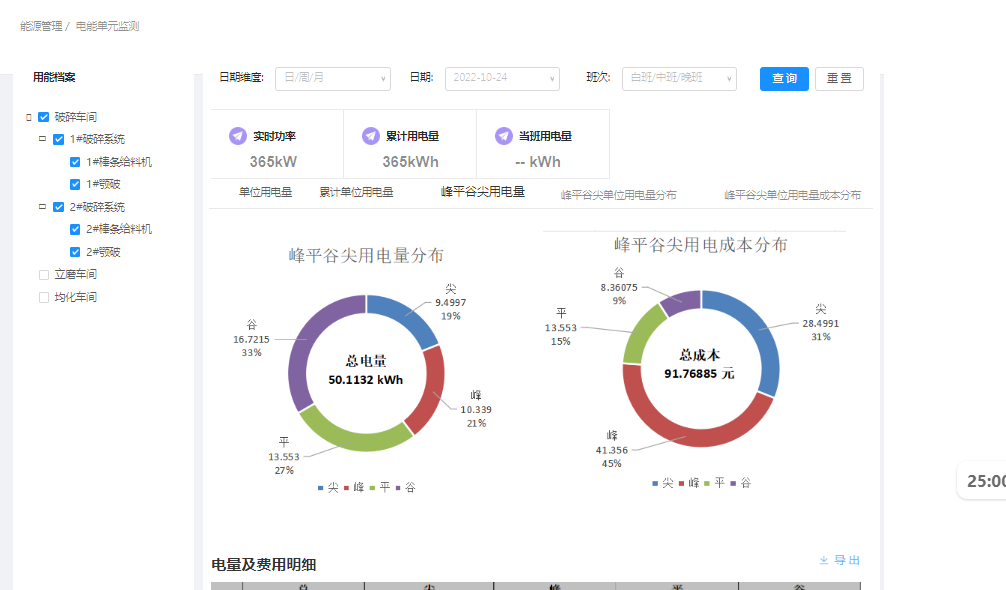 能源管理 / 电能单元监测
用能档案
日期维度: 日/周/月 日期: 2022-10-24 班次: 白班/中班/晚班 查询 重置
破碎车间
1#破碎系统
1#棒条给料机
1#颚破
2#破碎系统
2#棒条给料机
2#颚破
立磨车间
均化车间
实时功率
365kW
累计用电量
365kWh
当班用电量
-- kWh
单位用电量 累计单位用电量 峰平谷尖用电量 峰平谷尖单位用电量分布 峰平谷尖单位用电量成本分布
峰平谷尖用电量分布
尖
9.4997
19%
谷
16.7215
33%
总电量
50.1132 kWh
峰
10.339
21%
平
13.553
27%
尖 峰 平 谷
峰平谷尖用电成本分布
谷
8.36075
9%
平
13.553
15%
尖
28.4991
31%
总成本
91.76885 元
峰
41.356
45%
尖 峰 平 谷
25:00
电量及费用明细
导出
总 尖 峰 平 谷